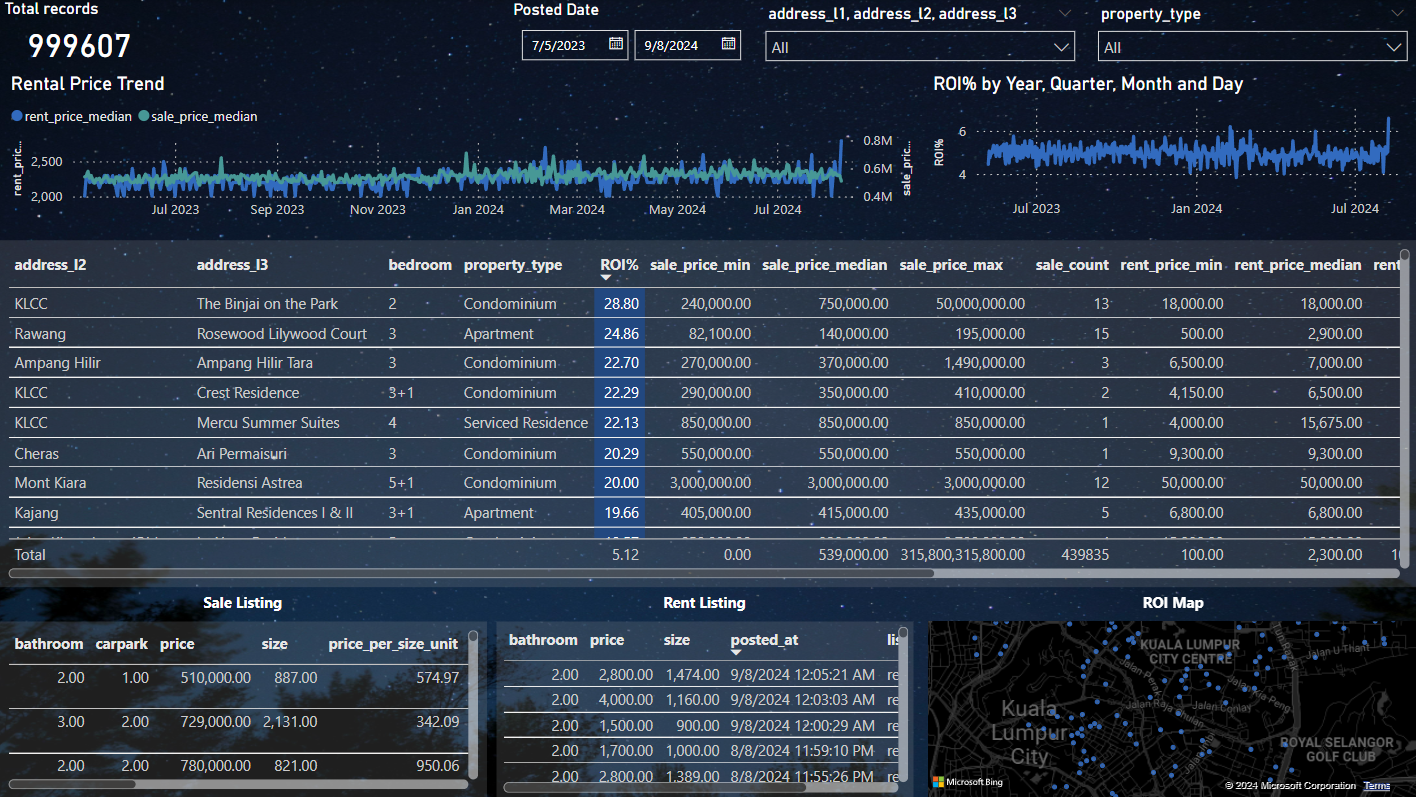 Total records
999607
Posted Date
7/5/2023 9/8/2024
address_l1, address_l2, address_l3
All
property_type
All
Rental Price Trend
rent_price_median sale_price_median
rent_pric...
2,500
2,000
0.8M
0.6M
0.4M
sale_pric...
Jul 2023 Sep 2023 Nov 2023 Jan 2024 Mar 2024 May 2024 Jul 2024
ROI% by Year, Quarter, Month and Day
ROI%
6
4
Jul 2023 Jan 2024 Jul 2024
address_l2 address_l3 bedroom property_type ROI% sale_price_min sale_price_median sale_price_max sale_count rent_price_min rent_price_median rent
KLCC The Binjai on the Park 2 Condominium 28.80 240,000.00 750,000.00 50,000,000.00 13 18,000.00 18,000.00
Rawang Rosewood Lilywood Court 3 Apartment 24.86 82,100.00 140,000.00 195,000.00 15 500.00 2,900.00
Ampang Hilir Ampang Hilir Tara 3 Condominium 22.70 270,000.00 370,000.00 1,490,000.00 3 6,500.00 7,000.00
KLCC Crest Residence 3+1 Condominium 22.29 290,000.00 350,000.00 410,000.00 2 4,150.00 6,500.00
KLCC Mercu Summer Suites 4 Serviced Residence 22.13 850,000.00 850,000.00 850,000.00 1 4,000.00 15,675.00
Cheras Ari Permaisuri 3 Condominium 20.29 550,000.00 550,000.00 550,000.00 1 9,300.00 9,300.00
Mont Kiara Residensi Astrea 5+1 Condominium 20.00 3,000,000.00 3,000,000.00 3,000,000.00 12 50,000.00 50,000.00
Kajang Sentral Residences I & II 3+1 Apartment 19.66 405,000.00 415,000.00 435,000.00 5 6,800.00 6,800.00
Total 5.12 0.00 539,000.00 315,800,315,800.00 439835 100.00 2,300.00 10
Sale Listing
bathroom carpark price size price_per_size_unit
2.00 1.00 510,000.00 887.00 574.97
3.00 2.00 729,000.00 2,131.00 342.09
2.00 2.00 780,000.00 821.00 950.06
Rent Listing
bathroom price size posted_at lis
2.00 2,800.00 1,474.00 9/8/2024 12:05:21 AM re
2.00 4,000.00 1,160.00 9/8/2024 12:03:03 AM re
2.00 1,500.00 900.00 9/8/2024 12:00:29 AM re
2.00 1,700.00 1,000.00 8/8/2024 11:59:10 PM re
2.00 2,800.00 1,389.00 8/8/2024 11:55:26 PM re
ROI Map
KUALA LUMPUR
CITY CENTRE
Jalan U Thant
Tun Razak
Jalan Perak
Jalan Kia Peng
Jalan Raja Chulan
Jalan Conlay
Kuala
Lumpur
City
ROYAL SELANGOR
GOLF CLUB
Microsoft Bing
© 2024 Microsoft Corporation Terms